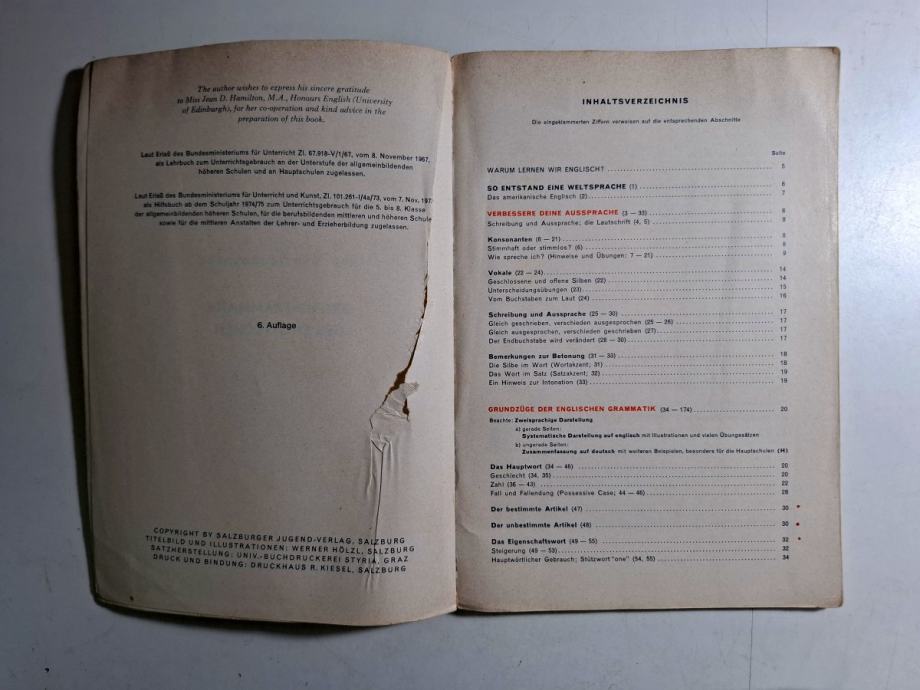 The author wishes to express his sincere gratitude
to Miss Jean D. Hamilton, M.A., Honours English (University
of Edinburgh), for her co-operation and kind advice in the
preparation of this book.
Laut Erlaß des Bundesministeriums für Unterricht Zl. 67.918-V/1/67, vom 8. November 1967,
als Lehrbuch zum Unterrichtsgebrauch an der Unterstufe der allgemeinbildenden
höheren Schulen und an Hauptschulen zugelassen.
Laut Erlaß des Bundesministeriums für Unterricht und Kunst, Zl. 101.261-I/4a/73, vom 7. Nov.
als Hilfsbuch ab dem Schuljahr 1974/75 zum Unterrichtsgebrauch für die 5. bis 8. Klasse
der allgemeinbildenden höheren Schulen, für die berufsbildenden mittleren und höheren Schule
sowie für die mittleren Anstalten der Lehrer- und Erzieherbildung zugelassen.
6. Auflage
COPYRIGHT BY SALZBURGER JUGEND-VERLAG, SALZBURG
TITELBILD UND ILLUSTRATIONEN: WERNER HÖLZL, SALZBURG
SATZHERSTELLUNG: UNIV.-BUCHDRUCKEREI STYRIA, GRAZ
DRUCK UND BINDUNG: DRUCKHAUS R. KIESEL, SALZBURG
INHALTSVERZEICHNIS
Die eingeklammerten Ziffern verweisen auf die entsprechenden Abschnitte
Seite
WARUM LERNEN WIR ENGLISCH? 5
SO ENTSTAND EINE WELTSPRACHE (1) 6
Das amerikanische Englisch (2) 7
VERBESSERE DEINE AUSSPRACHE (3 — 33) 8
Schreibung und Aussprache; die Lautschrift (4, 5) 8
Konsonanten (6 — 21) 8
Stimmhaft oder stimmlos? (6) 8
Wie spreche ich? (Hinweise und Übungen; 7 — 21) 9
Vokale (22 — 24) 14
Geschlossene und offene Silben (22) 14
Unterscheidungsübungen (23) 15
Vom Buchstaben zum Laut (24) 16
Schreibung und Aussprache (25 — 30) 17
Gleich geschrieben, verschieden ausgesprochen (25 — 26) 17
Gleich ausgesprochen, verschieden geschrieben (27) 17
Der Endbuchstabe wird verändert (28 — 30) 17
Bemerkungen zur Betonung (31 — 33) 18
Die Silbe im Wort (Wortakzent; 31) 18
Das Wort im Satz (Satzakzent; 32) 19
Ein Hinweis zur Intonation (33) 19
GRUNDZÜGE DER ENGLISCHEN GRAMMATIK (34 — 174) 20
Beachte: Zweisprachige Darstellung
a) gerade Seiten:
Systematische Darstellung auf englisch mit Illustrationen und vielen Übungssätzen
b) ungerade Seiten:
Zusammenfassung auf deutsch mit weiteren Beispielen, besonders für die Hauptschulen (H)
Das Hauptwort (34 — 46) 20
Geschlecht (34, 35) 20
Zahl (36 — 43) 22
Fall und Fallendung (Possessive Case; 44 — 46) 28
Der bestimmte Artikel (47) 30
Der unbestimmte Artikel (48) 30
Das Eigenschaftswort (49 — 55) 32
Steigerung (49 — 53) 32
Hauptwörtlicher Gebrauch; Stützwort "one" (54, 55) 34